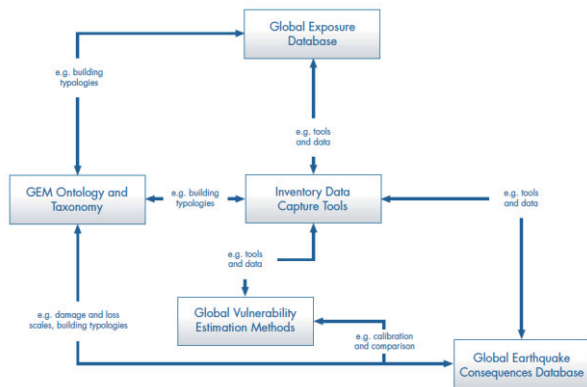 Global Exposure
Database
e.g. building
typologies
e.g. tools
and data
GEM Ontology and
Taxonomy
e.g. building
typologies
Inventory Data
Capture Tools
e.g. tools
and data
e.g. tools
and data
e.g. damage and loss
scales, building typologies
Global Vulnerability
Estimation Methods
e.g. calibration
and comparison
Global Earthquake
Consequences Database